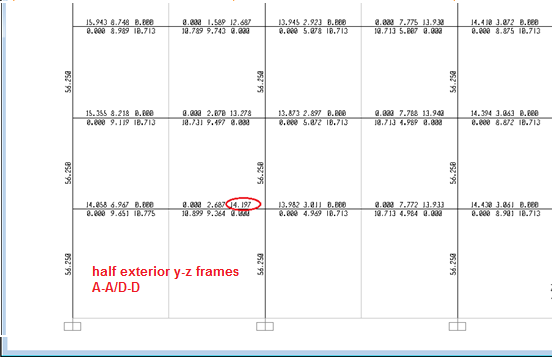 15.943 8.748 0.000 0.000 1.589 12.687 13.945 2.923 0.000 0.000 7.775 13.930 14.410 3.072 0.000
0.000 8.989 10.713 10.789 9.743 0.000 0.000 5.078 10.713 10.713 5.007 0.000 0.000 8.875 10.713
56.250 56.250 56.250
15.355 8.218 0.000 0.000 2.070 13.278 13.873 2.897 0.000 0.000 7.788 13.940 14.394 3.063 0.000
0.000 9.119 10.713 10.731 9.497 0.000 0.000 5.072 10.713 10.713 4.989 0.000 0.000 8.872 10.713
56.250 56.250 56.250
14.058 6.967 0.000 0.000 2.607 14.197 13.982 3.011 0.000 0.000 7.772 13.933 14.430 3.061 0.000
0.000 9.651 10.775 10.899 9.364 0.000 0.000 4.969 10.713 10.713 4.984 0.000 0.000 8.901 10.713
56.250 56.250 56.250
half exterior y-z frames
A-A/D-D